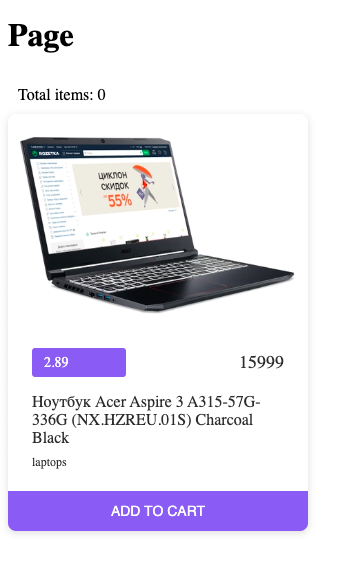 Page
Total items: 0
ROZETKA
ЦИКЛОН
СКИДОК
55%
2.89
15999
Ноутбук Acer Aspire 3 A315-57G-
336G (NX.HZREU.01S) Charcoal
Black
laptops
ADD TO CART